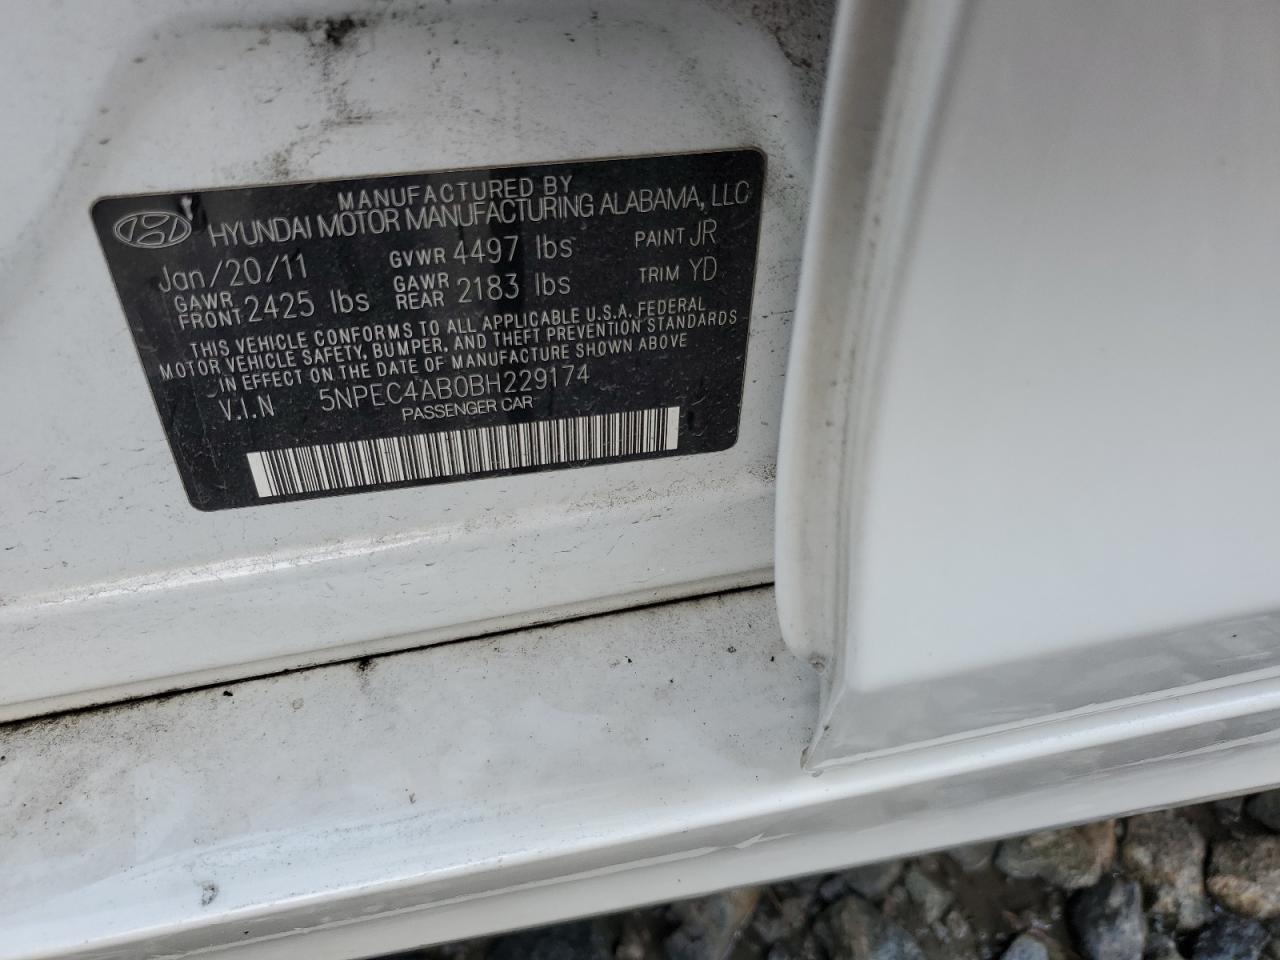 MANUFACTURED BY
HYUNDAI MOTOR MANUFACTURING ALABAMA, LLC
Jan/20/11 GVWR 4497 lbs PAINT JR
GAWR FRONT 2425 lbs GAWR REAR 2183 lbs TRIM YD
THIS VEHICLE CONFORMS TO ALL APPLICABLE U.S.A. FEDERAL
MOTOR VEHICLE SAFETY, BUMPER, AND THEFT PREVENTION STANDARDS
IN EFFECT ON THE DATE OF MANUFACTURE SHOWN ABOVE
V.I.N 5NPEC4AB0BH229174
PASSENGER CAR